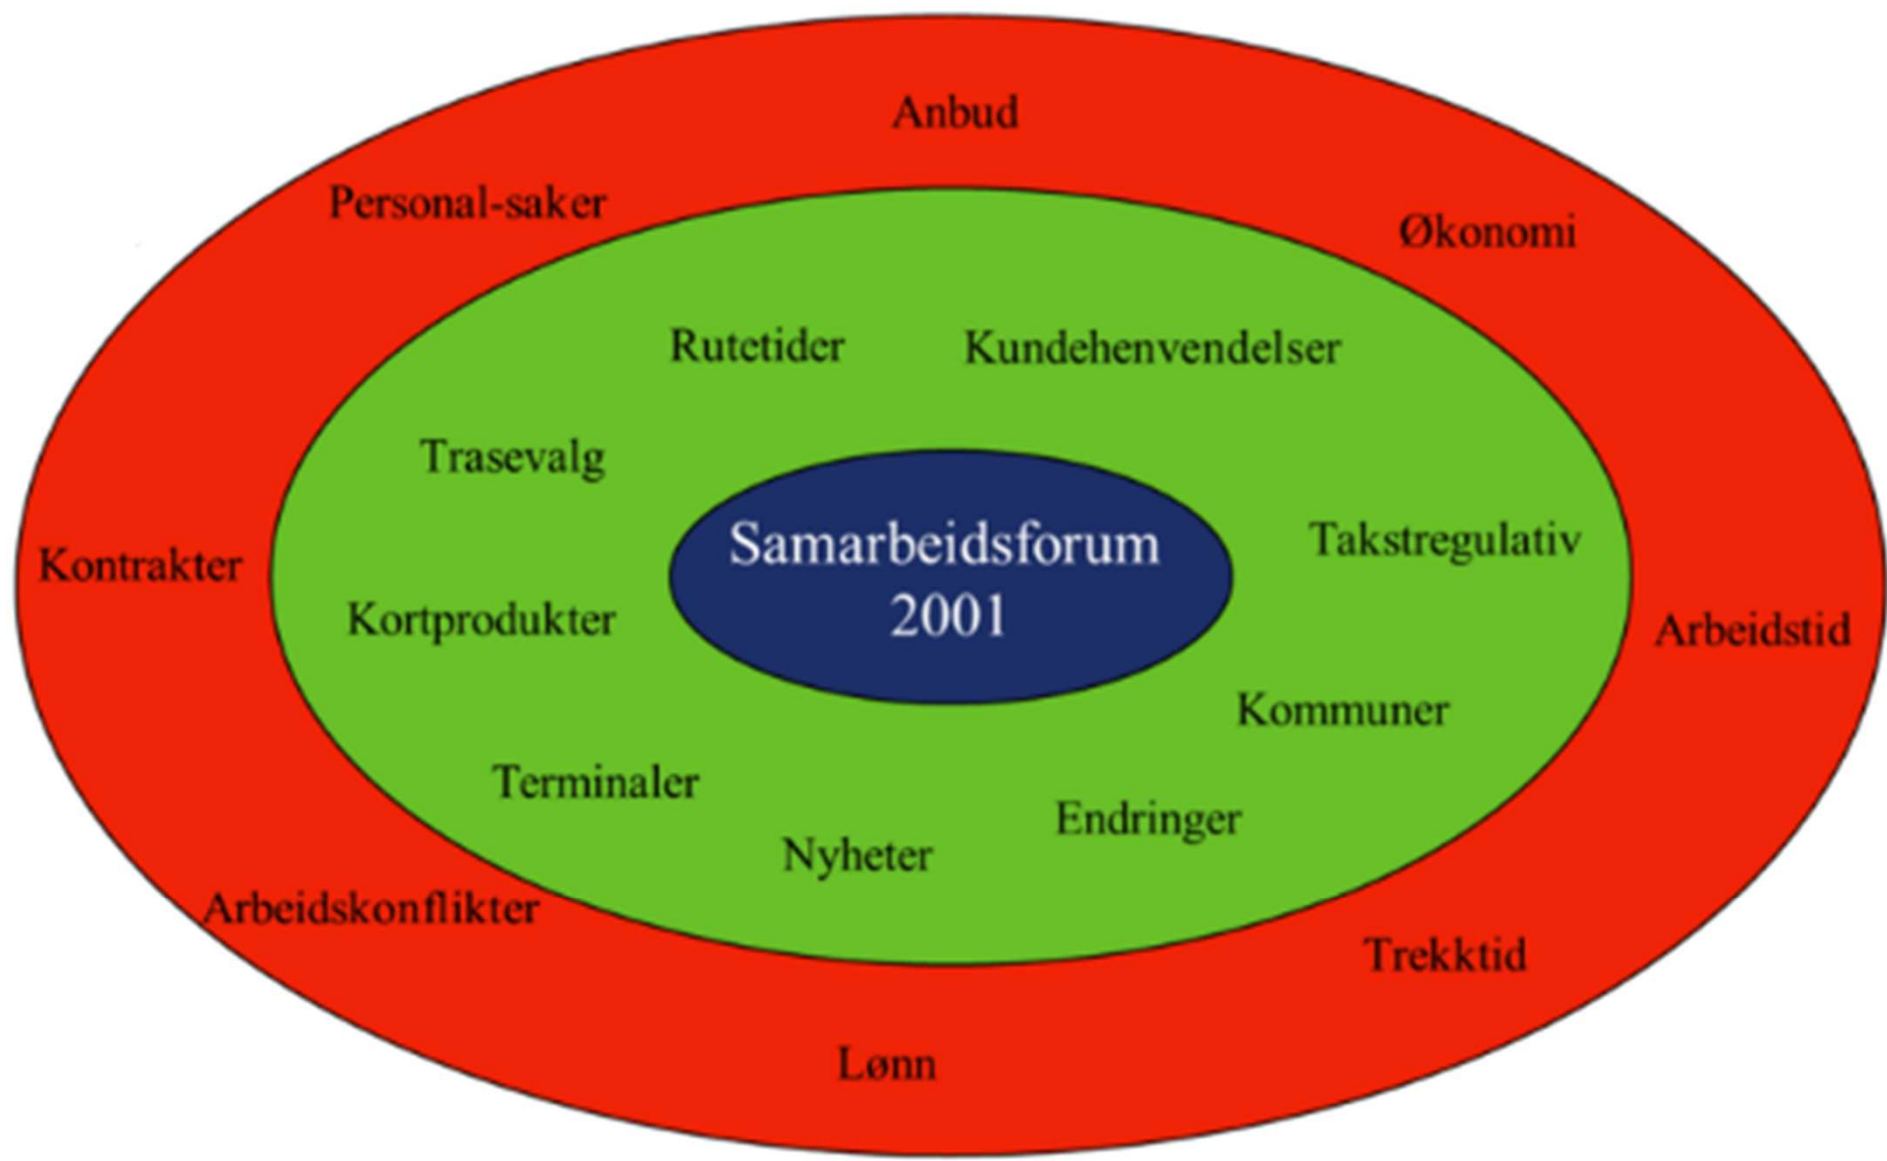 Anbud
Personal-saker
Økonomi
Rutetider
Kundehenvendelser
Trasevalg
Samarbeidsforum
2001
Takstregulativ
Kontrakter
Kortprodukter
Arbeidstid
Kommuner
Terminaler
Endringer
Nyheter
Arbeidskonflikter
Trekktid
Lønn